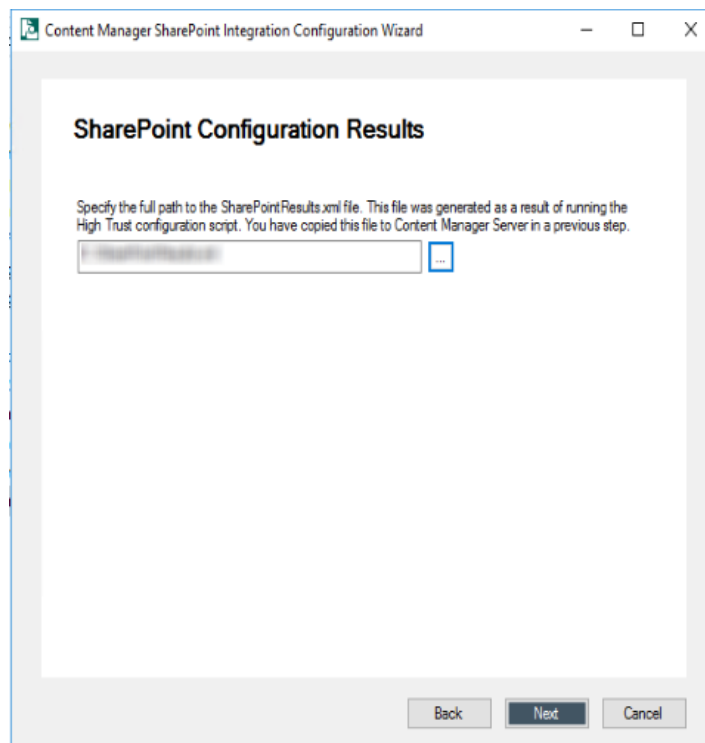 Content Manager SharePoint Integration Configuration Wizard
SharePoint Configuration Results
Specify the full path to the SharePointResults.xml file. This file was generated as a result of running the
High Trust configuration script. You have copied this file to Content Manager Server in a previous step.
...
Back
Next
Cancel